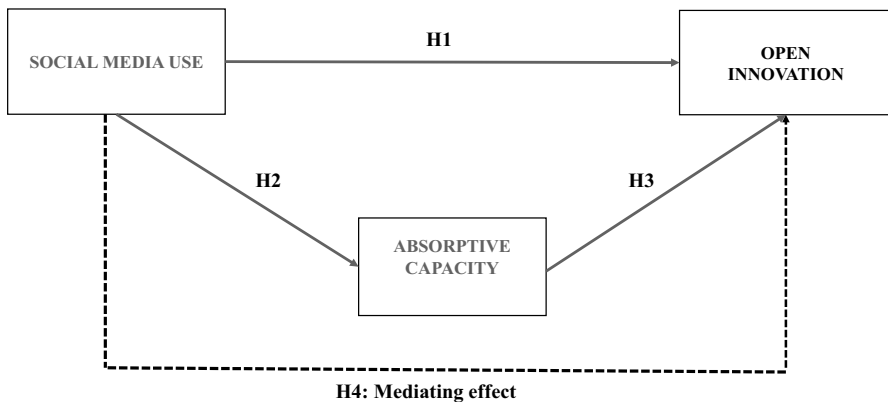 H1
SOCIAL MEDIA USE
OPEN
INNOVATION
H2
H3
ABSORPTIVE
CAPACITY
H4: Mediating effect